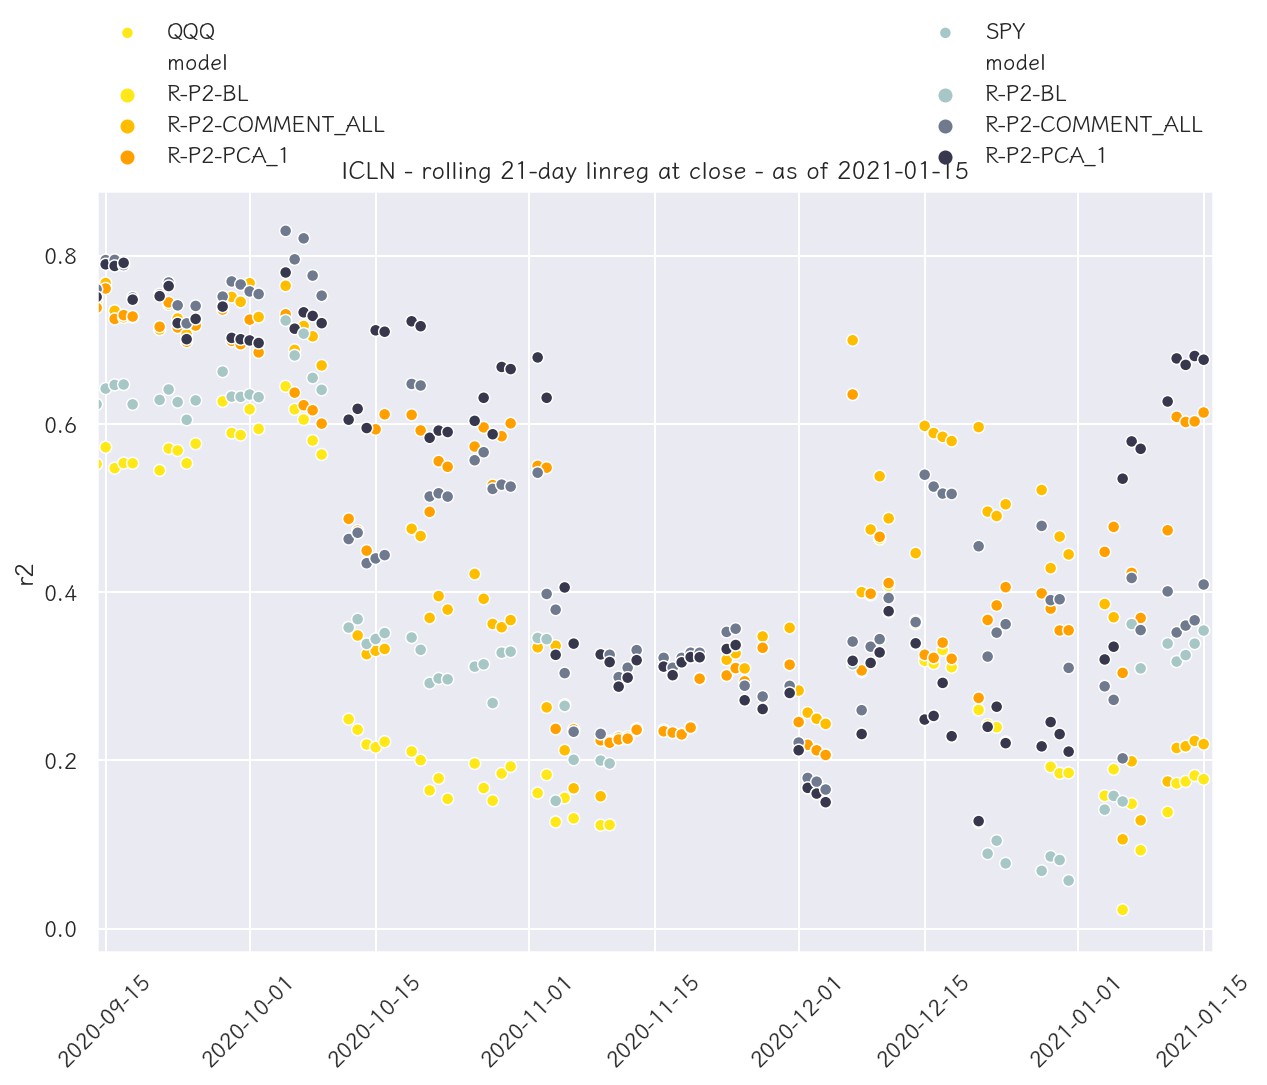 QQQ
model
R-P2-BL
R-P2-COMMENT_ALL
R-P2-PCA_1
SPY
model
R-P2-BL
R-P2-COMMENT_ALL
R-P2-PCA_1
ICLN - rolling 21-day linreg at close - as of 2021-01-15
0.8
0.6
0.4
0.2
0.0
r2
2020-09-15
2020-10-01
2020-10-15
2020-11-01
2020-11-15
2020-12-01
2020-12-15
2021-01-01
2021-01-15